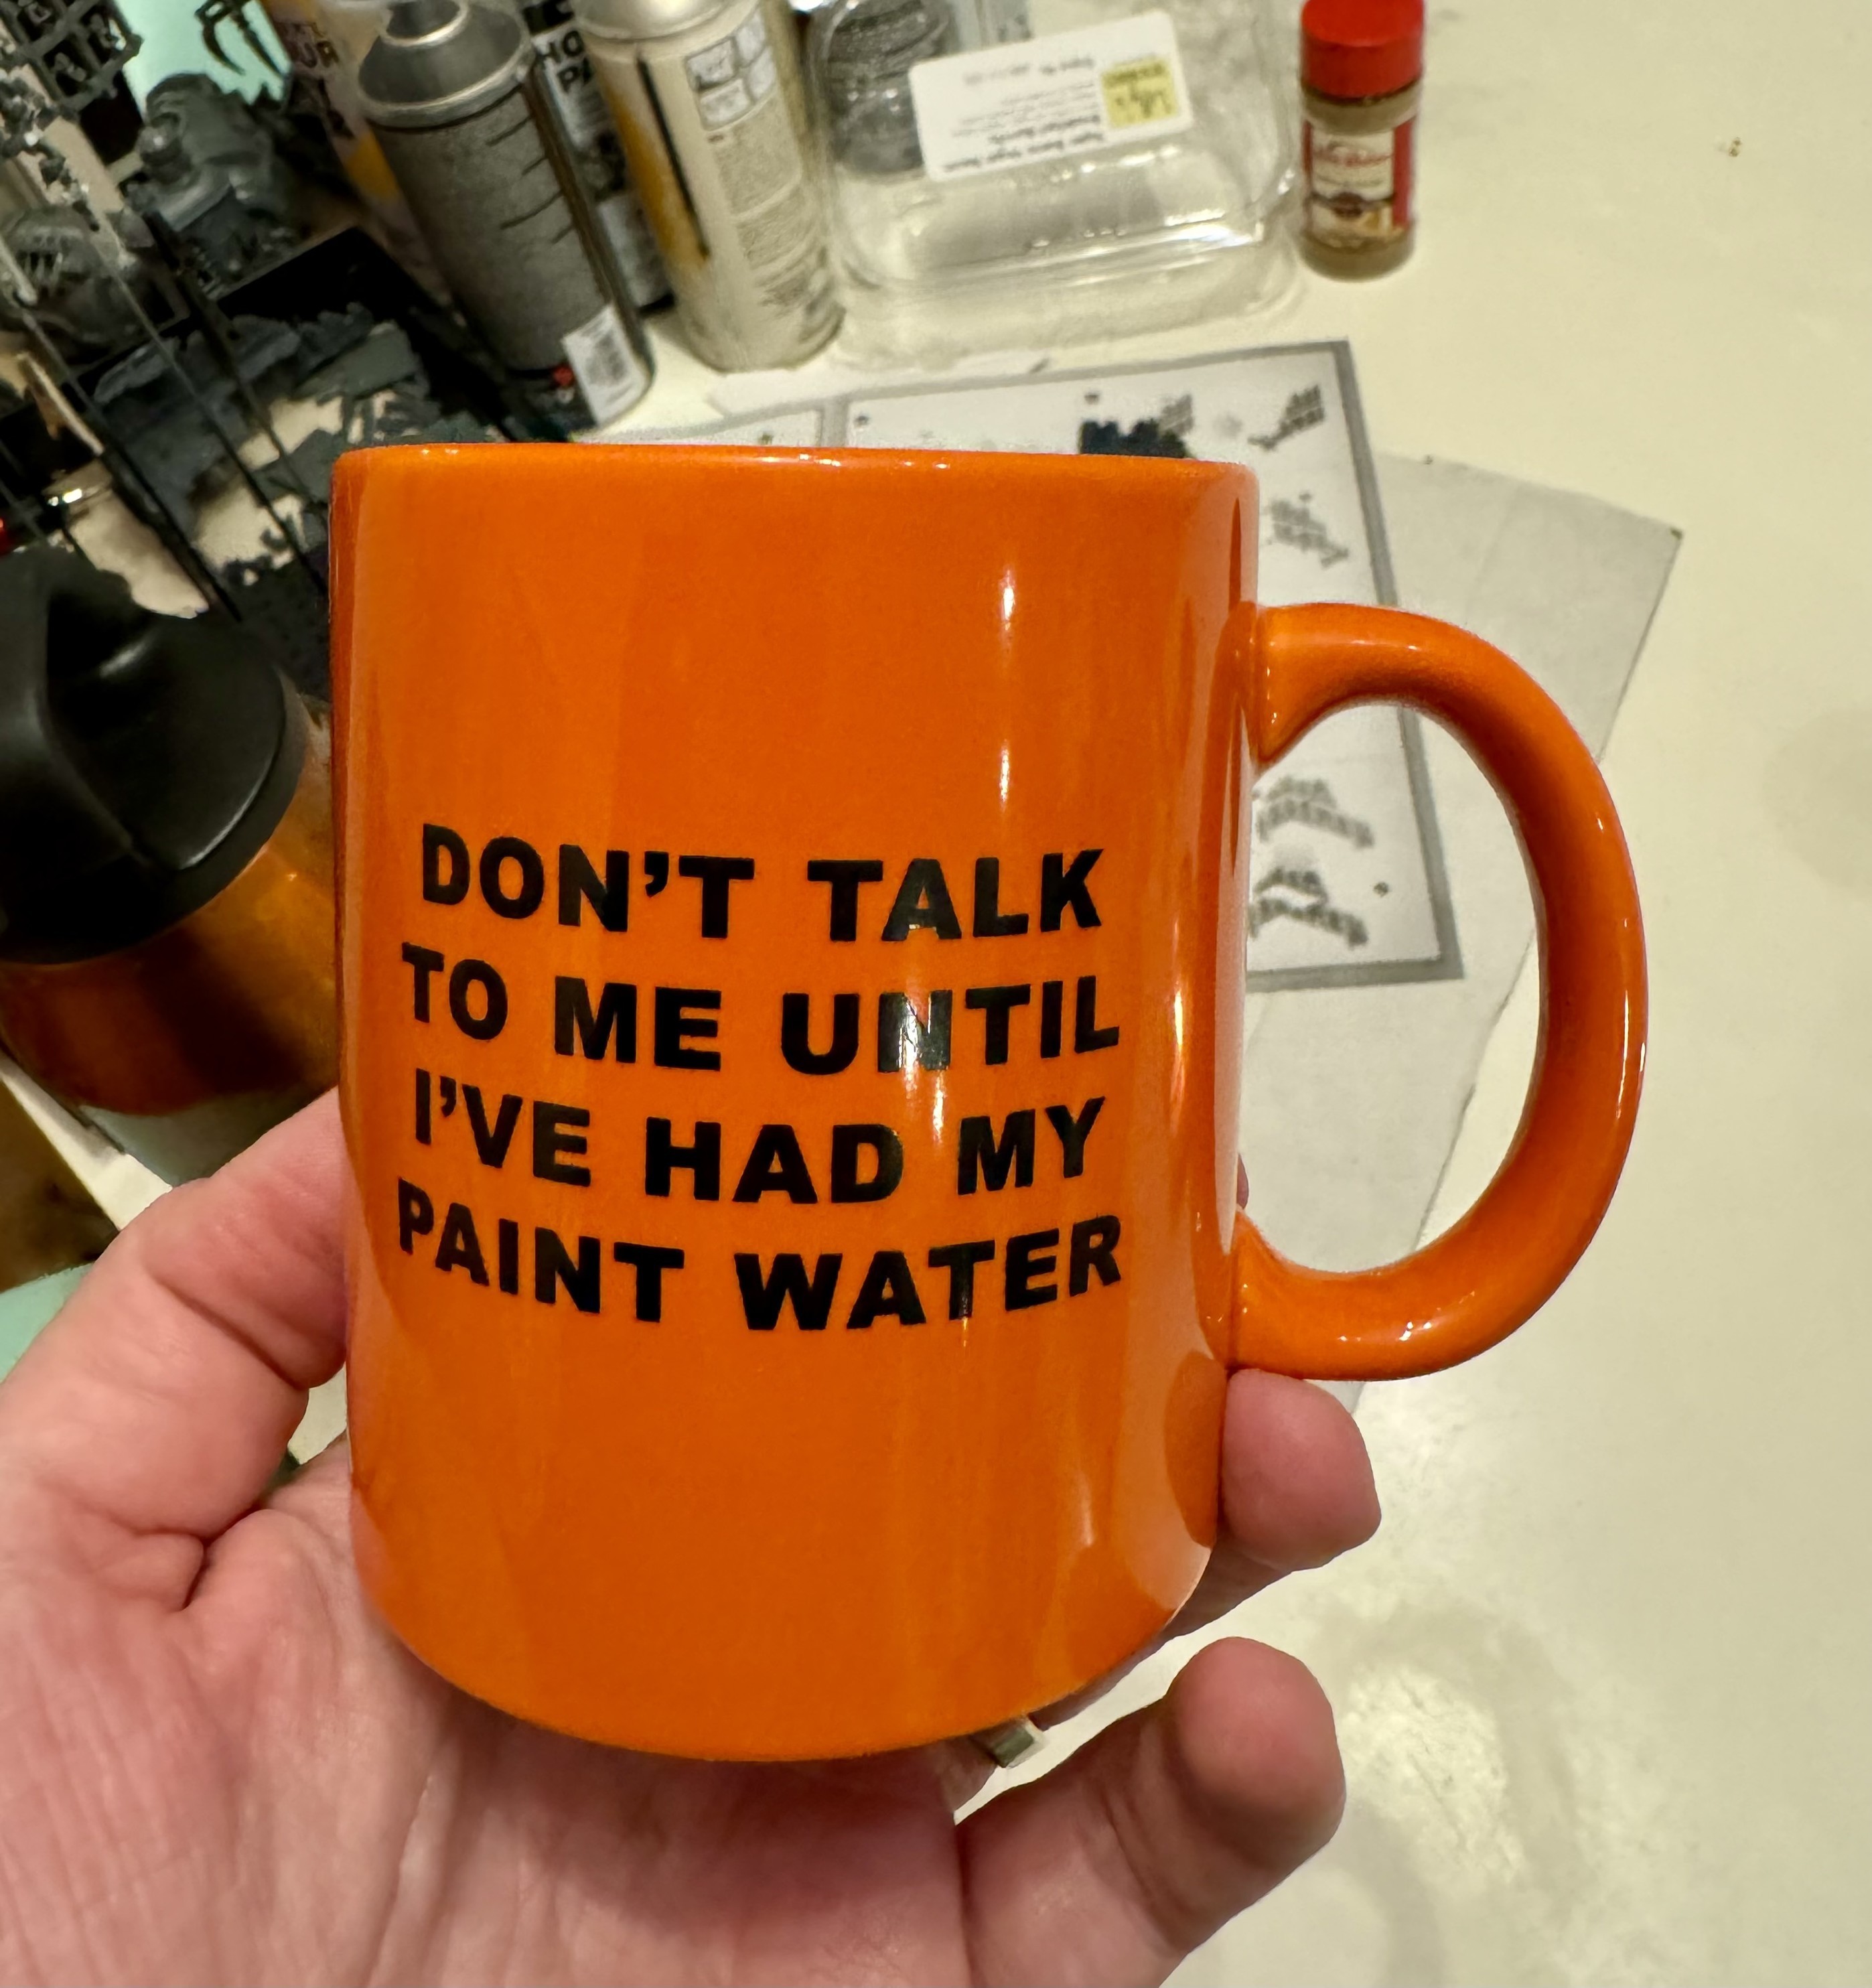 DON'T TALK
TO ME UNTIL
I'VE HAD MY
PAINT WATER